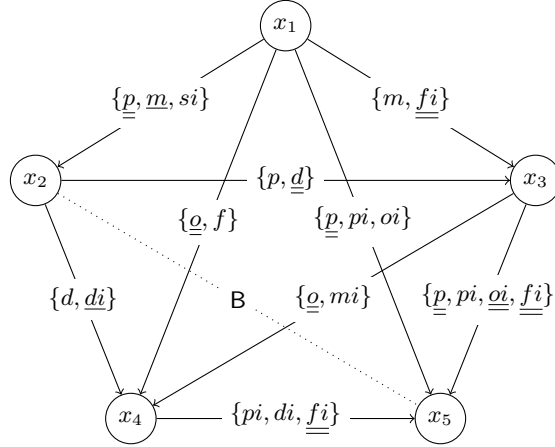 x₁
{p, m, si}
{m, fi}
x₂
{p, d}
x₃
{o, f}
{p, pi, oi}
{d, di}
B
{o, mi}
{p, pi, oi, fi}
x₄
{pi, di, fi}
x₅